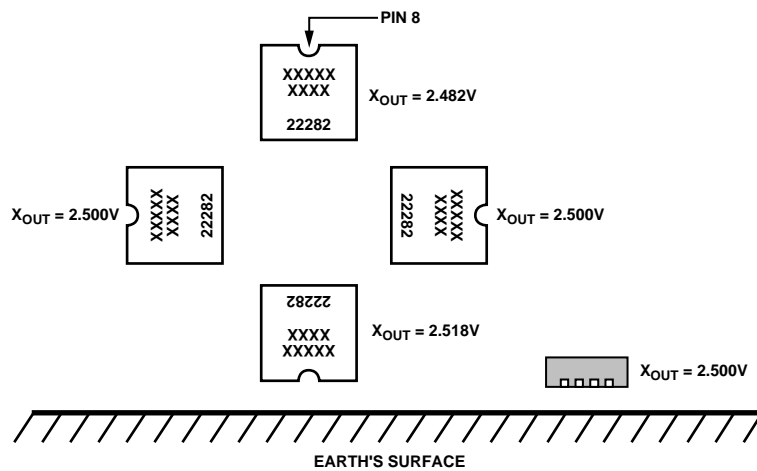 PIN 8
XXXXX
XXXX
22282
XOUT = 2.482V
XOUT = 2.500V
XXXXX
XXXX
22282
22282
XXXX
XXXXX
XOUT = 2.500V
22282
XXXX
XXXXX
XOUT = 2.518V
XOUT = 2.500V
EARTH'S SURFACE